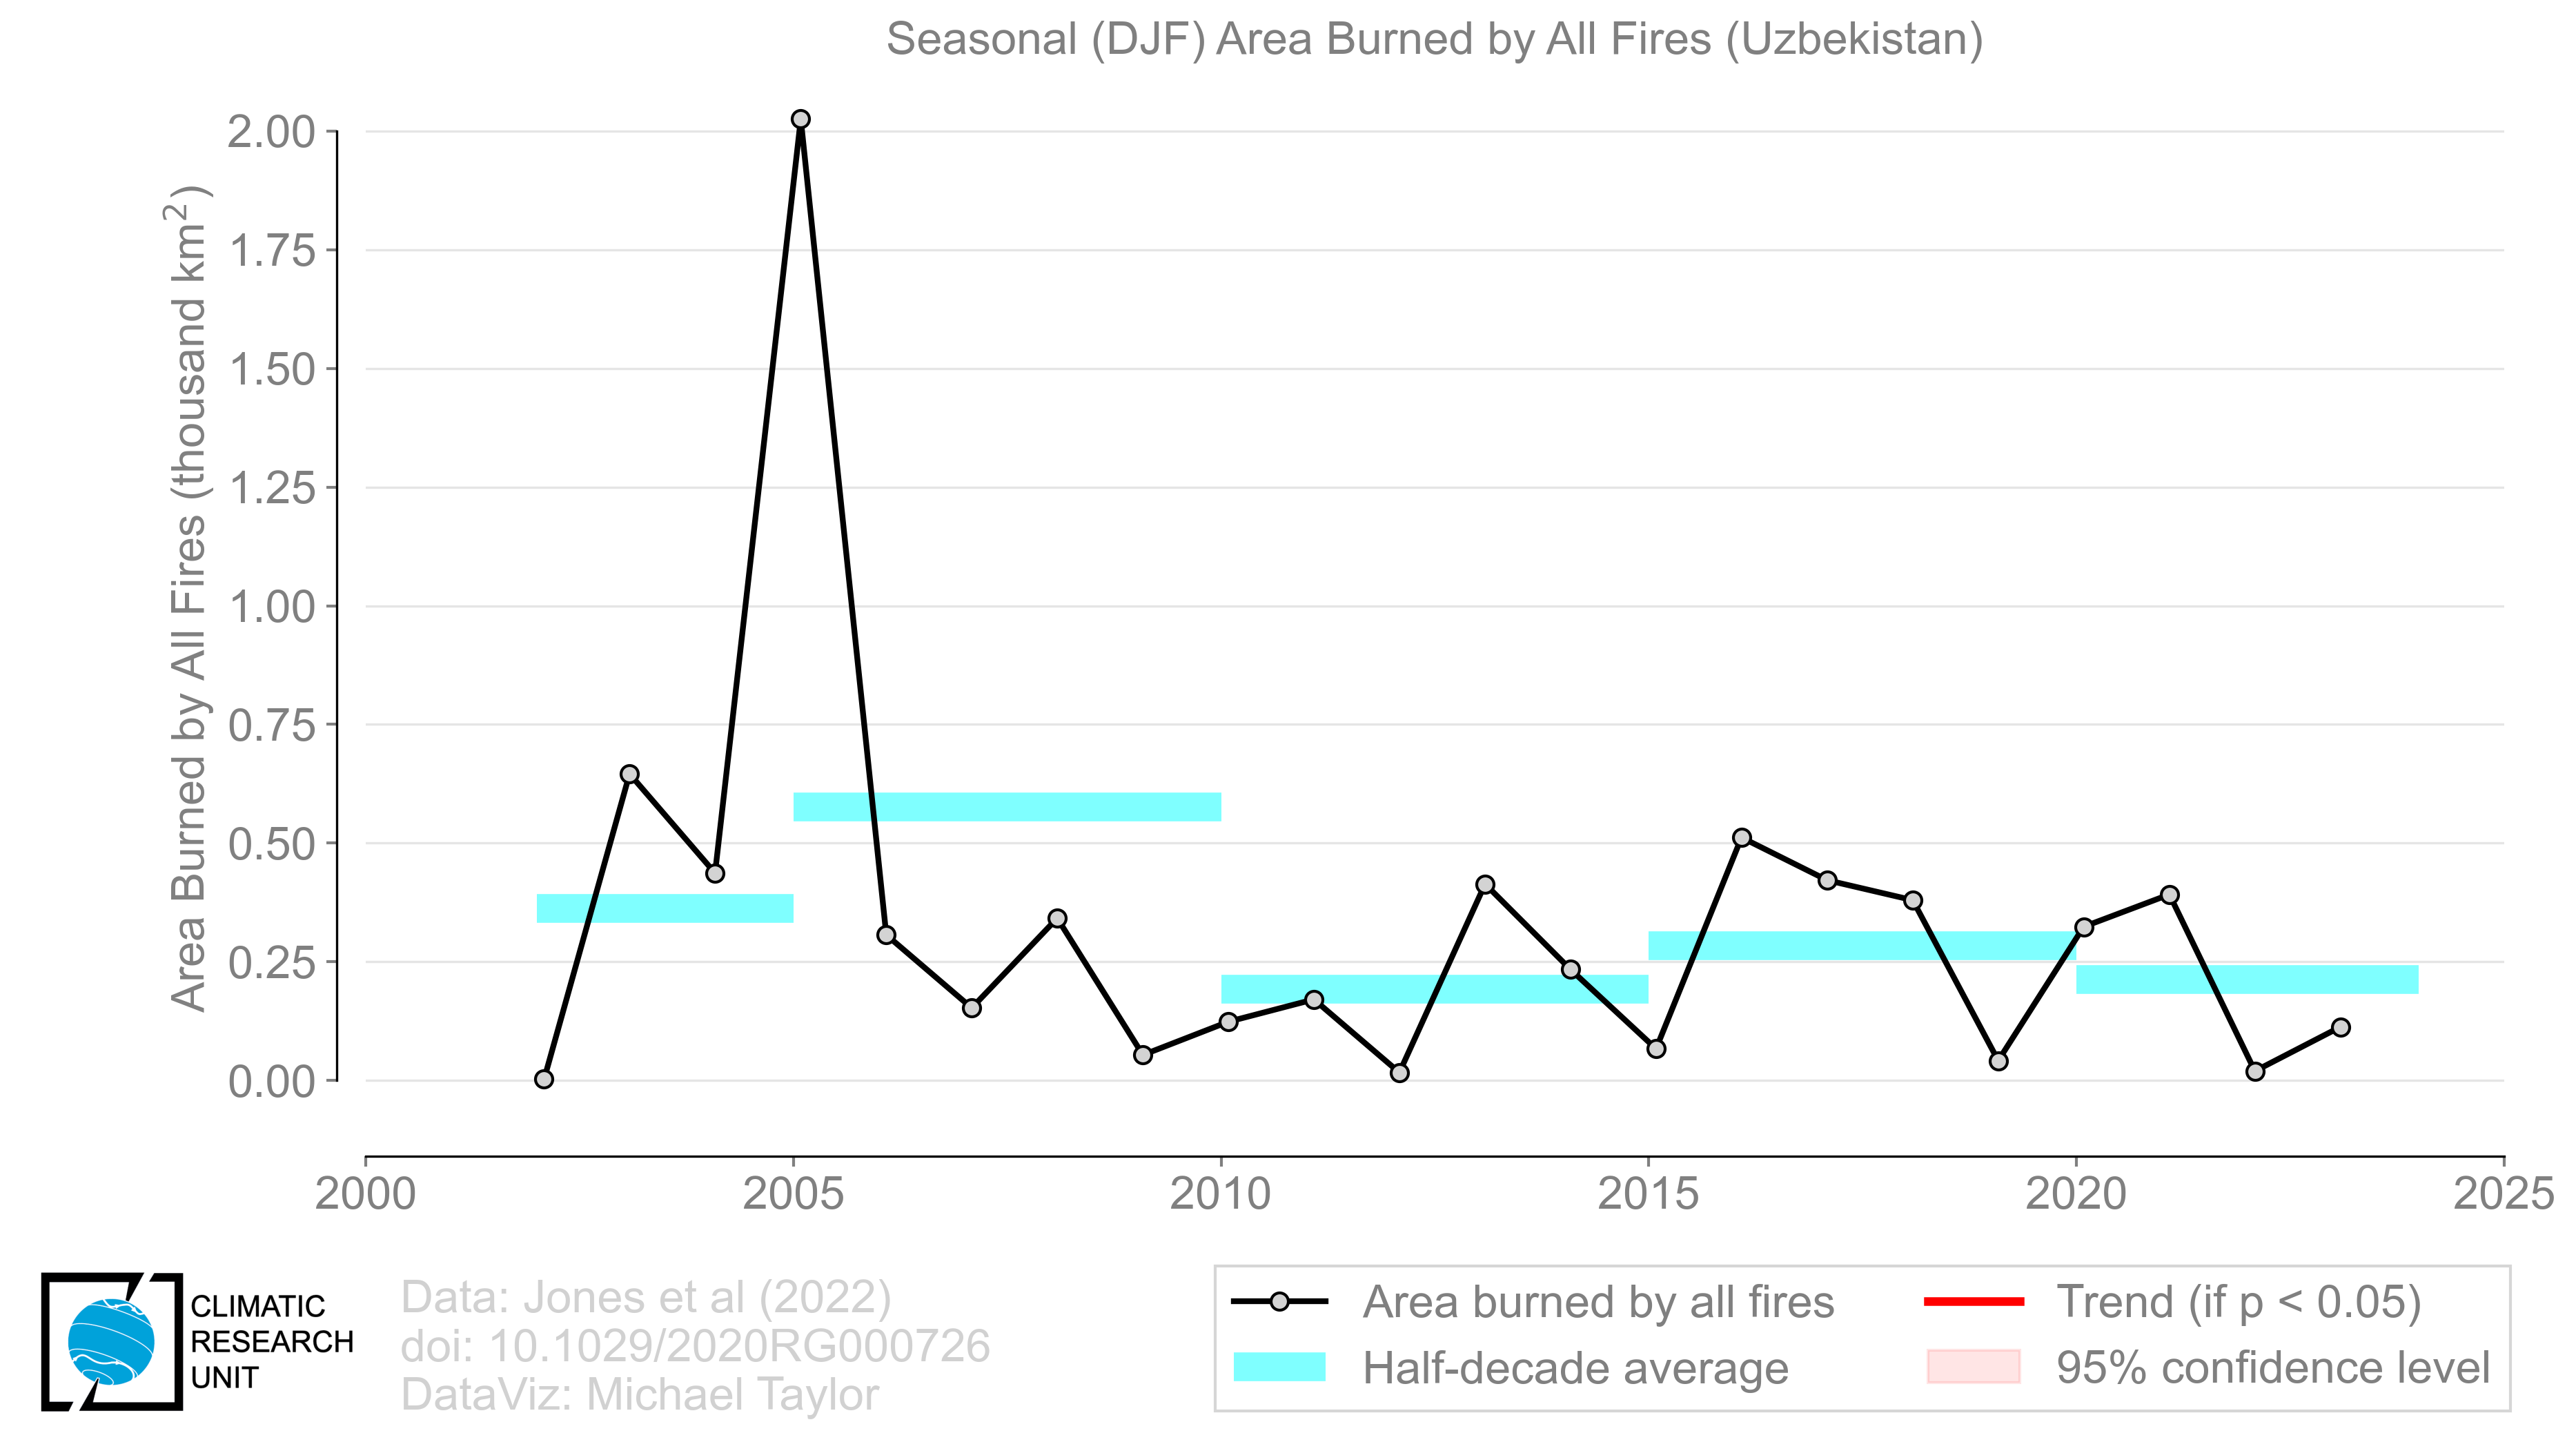 Seasonal (DJF) Area Burned by All Fires (Uzbekistan)
Area Burned by All Fires (thousand km²)
2.00
1.75
1.50
1.25
1.00
0.75
0.50
0.25
0.00
2000
2005
2010
2015
2020
2025
CLIMATIC
RESEARCH
UNIT
Data: Jones et al (2022)
doi: 10.1029/2020RG000726
DataViz: Michael Taylor
Area burned by all fires
Half-decade average
Trend (if p < 0.05)
95% confidence level